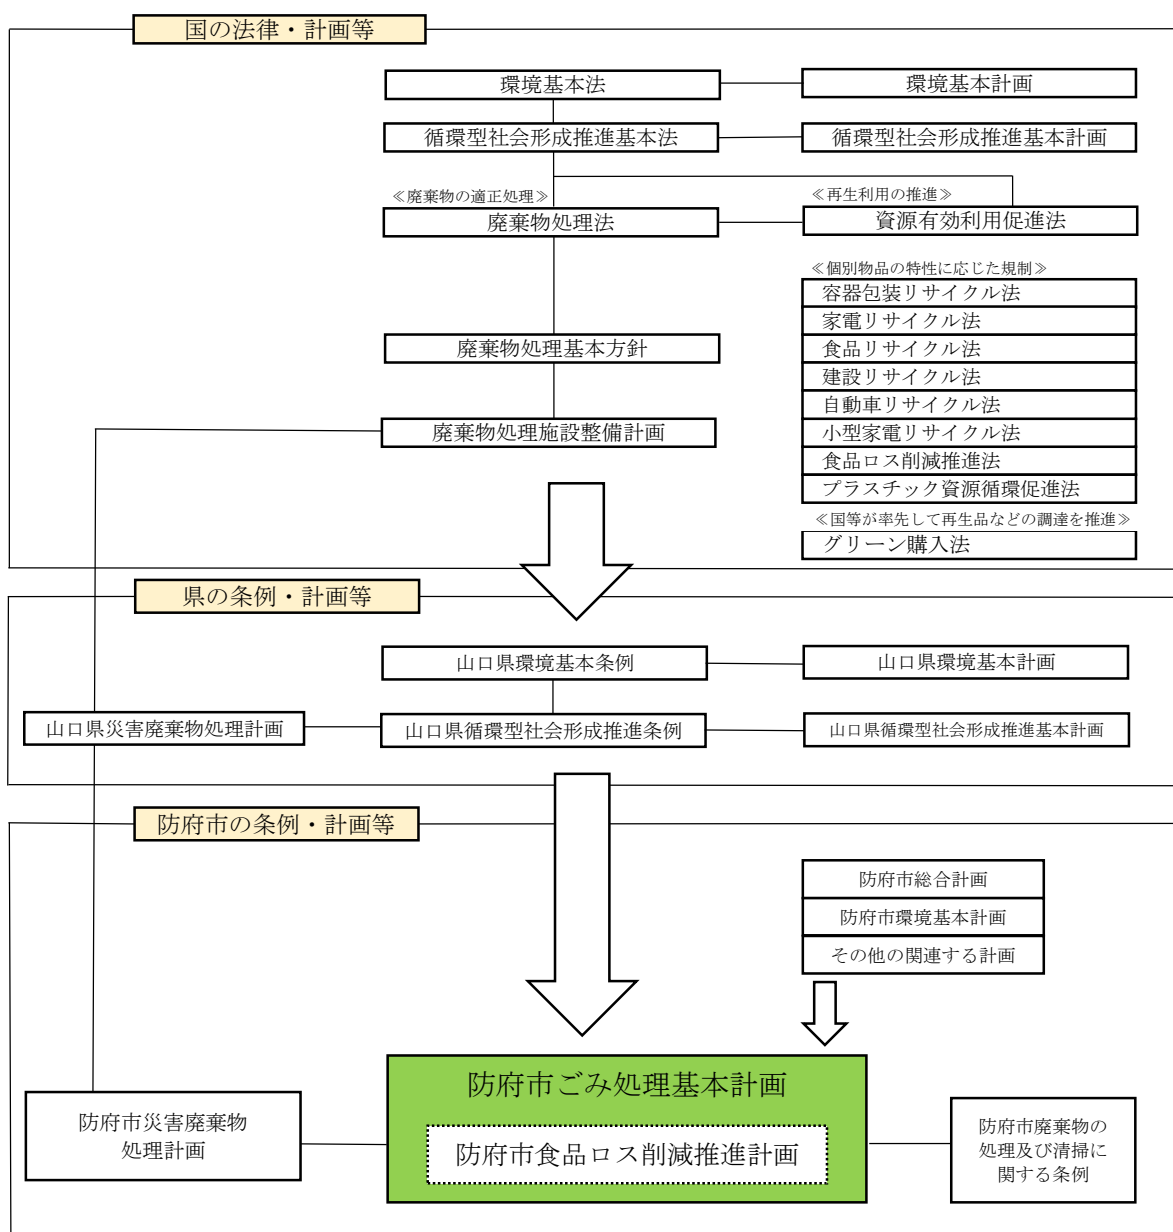 国の法律・計画等
環境基本法
環境基本計画
循環型社会形成推進基本法
循環型社会形成推進基本計画
≪廃棄物の適正処理≫
≪再生利用の推進≫
廃棄物処理法
資源有効利用促進法
≪個別物品の特性に応じた規制≫
容器包装リサイクル法
家電リサイクル法
食品リサイクル法
建設リサイクル法
自動車リサイクル法
小型家電リサイクル法
食品ロス削減推進法
プラスチック資源循環促進法
廃棄物処理基本方針
廃棄物処理施設整備計画
≪国等が率先して再生品などの調達を推進≫
グリーン購入法
県の条例・計画等
山口県環境基本条例
山口県環境基本計画
山口県災害廃棄物処理計画
山口県循環型社会形成推進条例
山口県循環型社会形成推進基本計画
防府市の条例・計画等
防府市総合計画
防府市環境基本計画
その他の関連する計画
防府市ごみ処理基本計画
防府市食品ロス削減推進計画
防府市災害廃棄物
処理計画
防府市廃棄物の
処理及び清掃に
関する条例